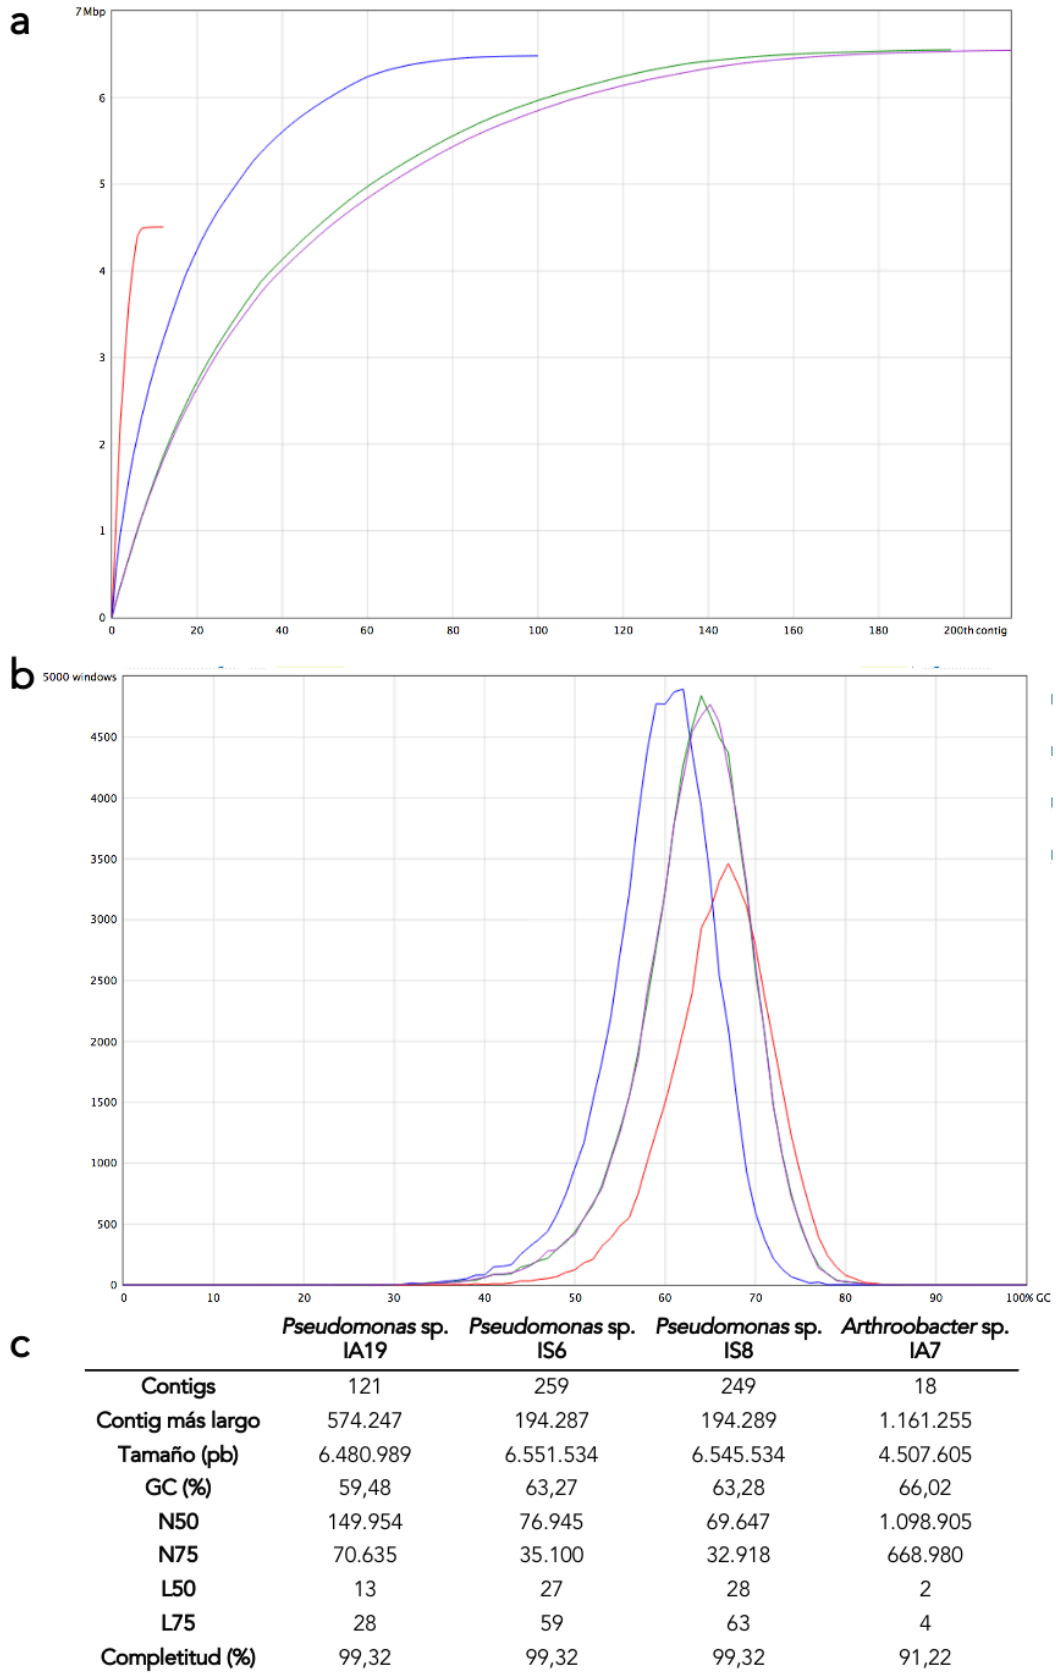 a
7 Mbp
6
5
4
3
2
1
0
0 20 40 60 80 100 120 140 160 180 200th contig
b
5000 windows
4500
4000
3500
3000
2500
2000
1500
1000
500
0
0 10 20 30 40 50 60 70 80 90 100% GC
c
Pseudomonas sp. IA19 Pseudomonas sp. IS6 Pseudomonas sp. IS8 Arthroobacter sp. IA7
Contigs 121 259 249 18
Contig más largo 574.247 194.287 194.289 1.161.255
Tamaño (pb) 6.480.989 6.551.534 6.545.534 4.507.605
GC (%) 59,48 63,27 63,28 66,02
N50 149.954 76.945 69.647 1.098.905
N75 70.635 35.100 32.918 668.980
L50 13 27 28 2
L75 28 59 63 4
Completitud (%) 99,32 99,32 99,32 91,22